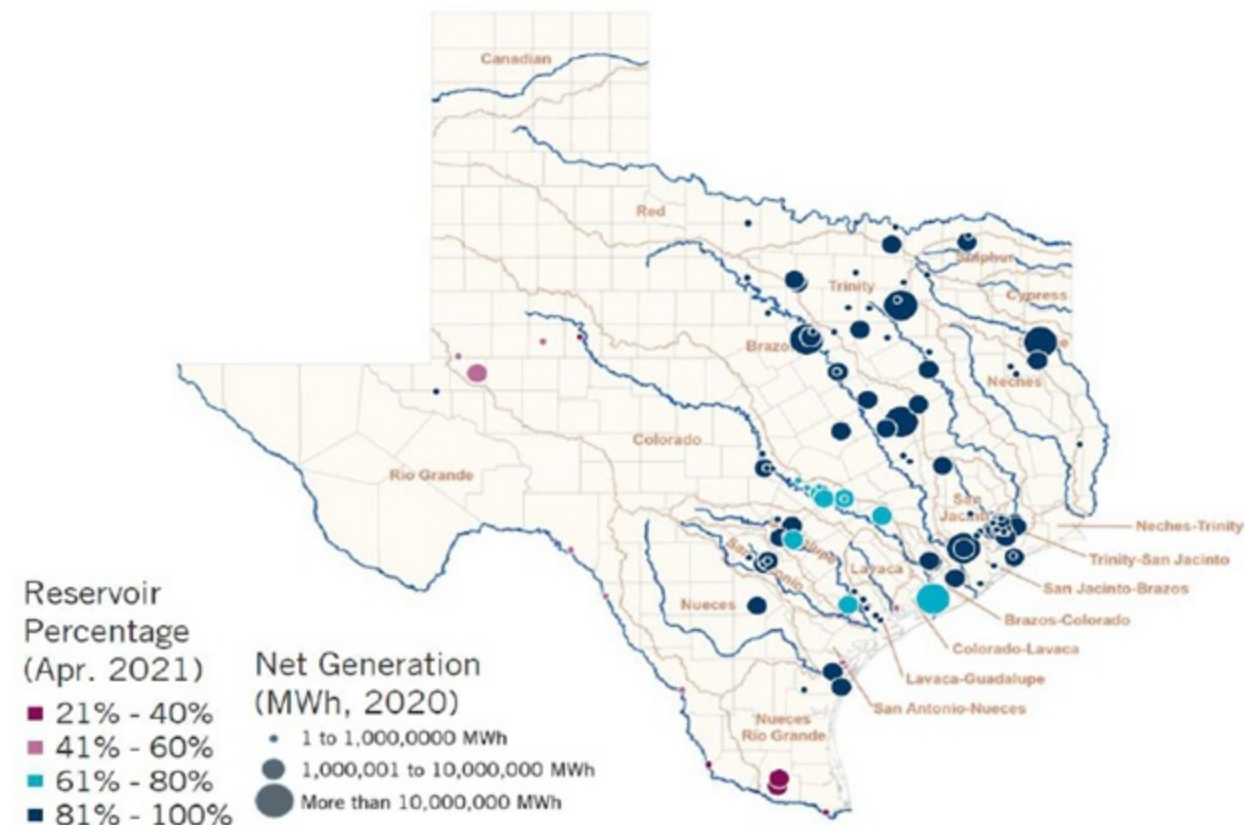 Canadian
Red
Sulphur
Trinity
Cypress
Brazo
Neches
Colorado
Rio Grande
San
Jacinto
Neches-Trinity
Trinity-San Jacinto
Lavaca
San Jacinto-Brazos
Nueces
Brazos-Colorado
Colorado-Lavaca
Lavaca-Guadalupe
San Antonio-Nueces
Nueces
Rio Grande
Reservoir
Percentage
(Apr. 2021)
21% - 40%
41% - 60%
61% - 80%
81% - 100%
Net Generation
(MWh, 2020)
1 to 1,000,0000 MWh
1,000,001 to 10,000,000 MWh
More than 10,000,000 MWh